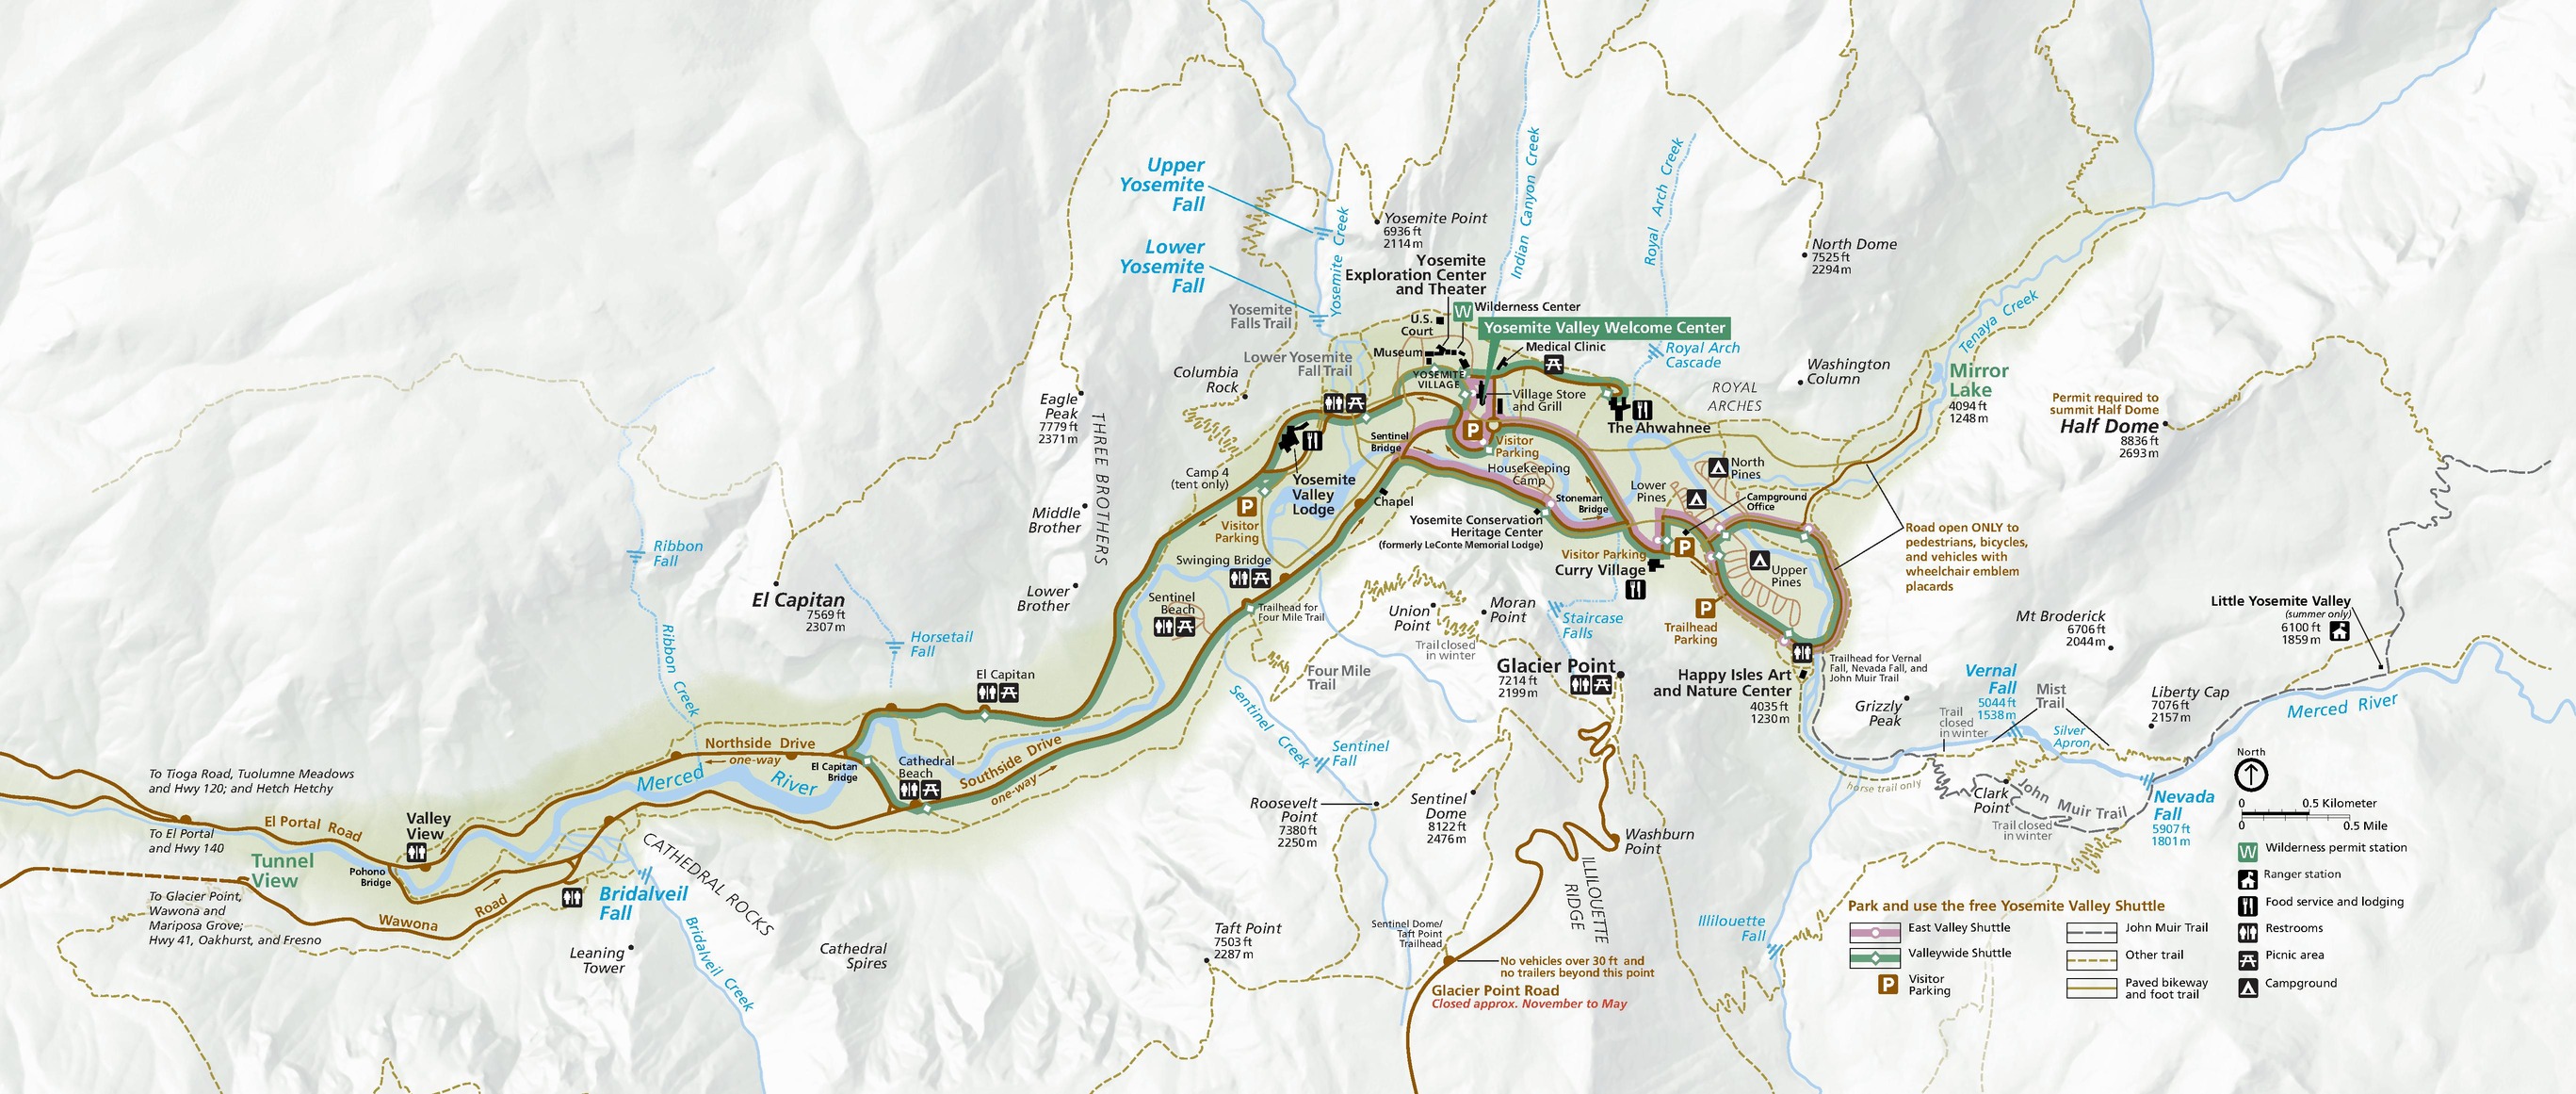 Upper
Yosemite
Fall
Lower
Yosemite
Fall
Yosemite Creek
Indian Canyon Creek
Royal Arch Creek
Yosemite Point
6936 ft
2114 m
North Dome
7525 ft
2294 m
Yosemite
Exploration Center
and Theater
W
Wilderness Center
U.S.
Court
Yosemite Valley Welcome Center
Museum
Medical Clinic
YOSEMITE
VILLAGE
Royal Arch
Cascade
Yosemite
Falls Trail
Lower Yosemite
Fall Trail
Columbia
Rock
Village Store
and Grill
The Ahwahnee
ROYAL
ARCHES
Washington
Column
Tenaya Creek
Mirror
Lake
4094 ft
1248 m
Permit required to
summit Half Dome
Half Dome
8836 ft
2693 m
Eagle
Peak
7779 ft
2371 m
THREE BROTHERS
Middle
Brother
Lower
Brother
Camp 4
(tent only)
P
Visitor
Parking
Yosemite
Valley
Lodge
Sentinel
Bridge
P
Visitor
Parking
Chapel
Housekeeping
Camp
Stoneman
Bridge
Yosemite Conservation
Heritage Center
(formerly LeConte Memorial Lodge)
Lower
Pines
North
Pines
Campground
Office
Visitor Parking
P
Curry Village
Upper
Pines
P
Trailhead
Parking
Road open ONLY to
pedestrians, bicycles,
and vehicles with
wheelchair emblem
placards
Swinging Bridge
Sentinel
Beach
Trailhead for
Four Mile Trail
Union
Point
Moran
Point
Trail closed
in winter
Staircase
Falls
Four Mile
Trail
Glacier Point
7214 ft
2199 m
Happy Isles Art
and Nature Center
4035 ft
1230 m
Trailhead for Vernal
Fall, Nevada Fall, and
John Muir Trail
Grizzly
Peak
Mt Broderick
6706 ft
2044 m
Little Yosemite Valley
(summer only)
6100 ft
1859 m
Vernal
Fall
5044 ft
1538 m
Mist
Trail
Trail
closed
in winter
Silver
Apron
Liberty Cap
7076 ft
2157 m
Merced River
horse trail only
Clark
Point
John Muir Trail
Trail closed
in winter
Nevada
Fall
5907 ft
1801 m
Ribbon
Fall
Ribbon Creek
El Capitan
7569 ft
2307 m
Horsetail
Fall
El Capitan
Northside Drive
one-way
El Capitan
Bridge
Cathedral
Beach
Southside Drive
one-way
Merced River
Sentinel Creek
Sentinel
Fall
Roosevelt
Point
7380 ft
2250 m
Sentinel
Dome
8122 ft
2476 m
Washburn
Point
ILLILOUETTE
RIDGE
Illilouette
Fall
Taft Point
7503 ft
2287 m
Sentinel Dome/
Taft Point
Trailhead
No vehicles over 30 ft and
no trailers beyond this point
Glacier Point Road
Closed approx. November to May
To Tioga Road, Tuolumne Meadows
and Hwy 120; and Hetch Hetchy
To El Portal
and Hwy 140
El Portal Road
Valley
View
Tunnel
View
Pohono
Bridge
To Glacier Point,
Wawona and
Mariposa Grove;
Hwy 41, Oakhurst, and Fresno
Wawona Road
Bridalveil
Fall
Bridalveil Creek
CATHEDRAL ROCKS
Leaning
Tower
Cathedral
Spires
North
0 0.5 Kilometer
0 0.5 Mile
W Wilderness permit station
Ranger station
Food service and lodging
Restrooms
Picnic area
Campground
Park and use the free Yosemite Valley Shuttle
East Valley Shuttle
Valleywide Shuttle
P Visitor
Parking
John Muir Trail
Other trail
Paved bikeway
and foot trail